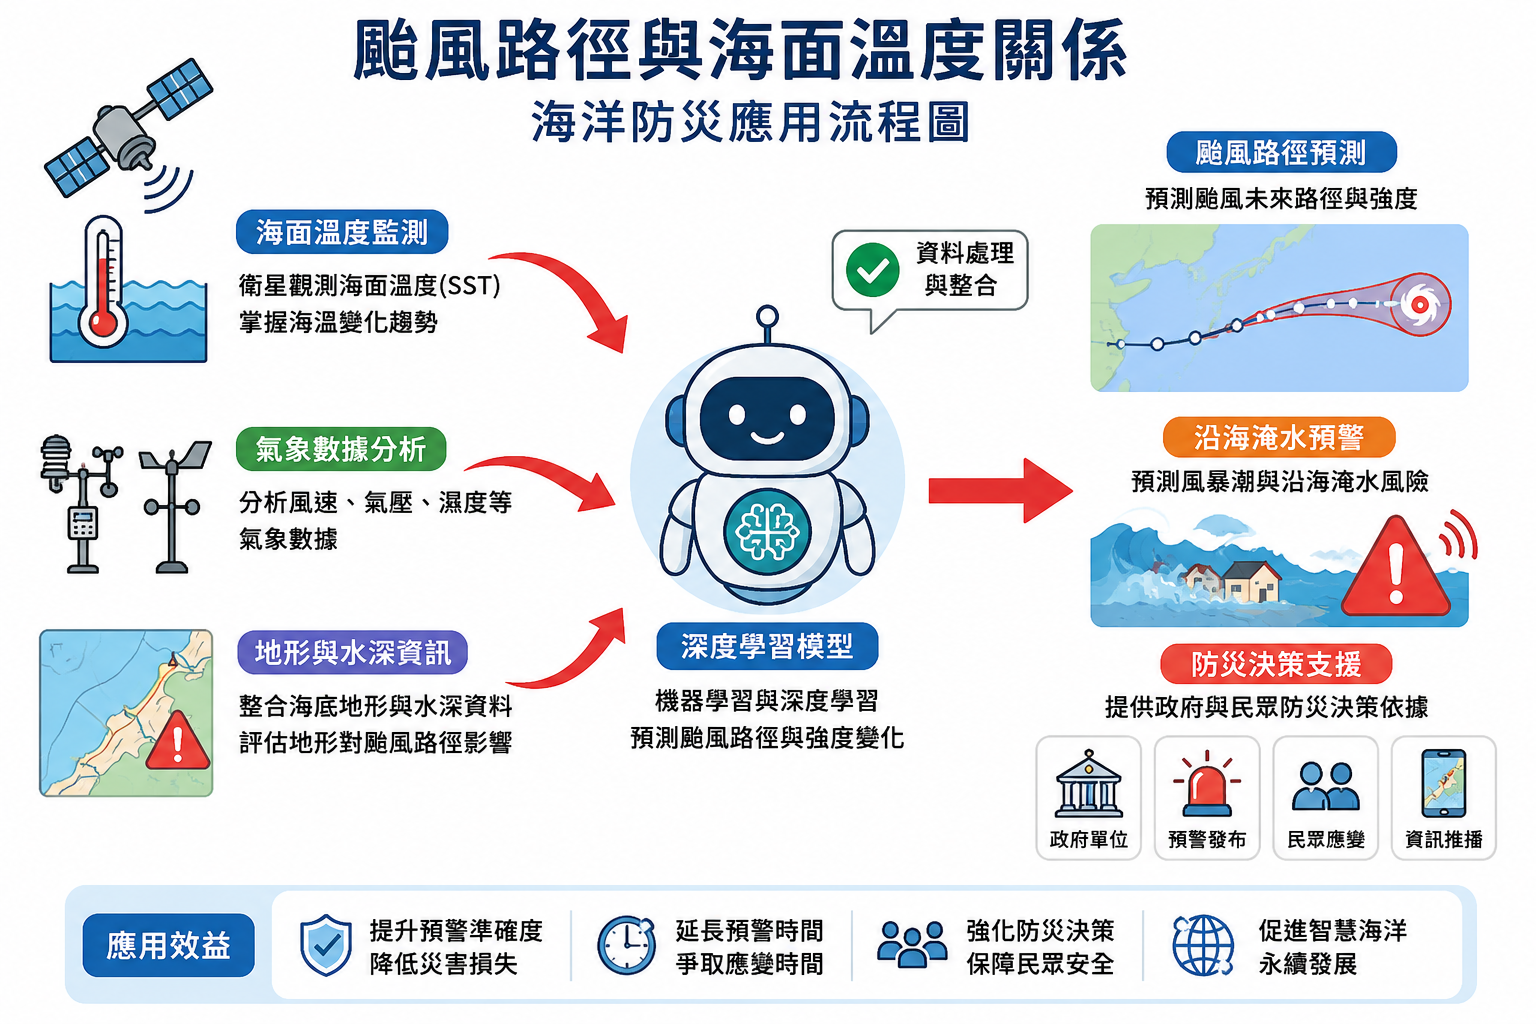 颱風路徑與海面溫度關係
海洋防災應用流程圖
海面溫度監測
衛星觀測海面溫度(SST)
掌握海溫變化趨勢
氣象數據分析
分析風速、氣壓、濕度等
氣象數據
地形與水深資訊
整合海底地形與水深資料
評估地形對颱風路徑影響
資料處理
與整合
深度學習模型
機器學習與深度學習
預測颱風路徑與強度變化
颱風路徑預測
預測颱風未來路徑與強度
沿海淹水預警
預測風暴潮與沿海淹水風險
防災決策支援
提供政府與民眾防災決策依據
政府單位
預警發布
民眾應變
資訊推播
應用效益
提升預警準確度
降低災害損失
延長預警時間
爭取應變時間
強化防災決策
保障民眾安全
促進智慧海洋
永續發展